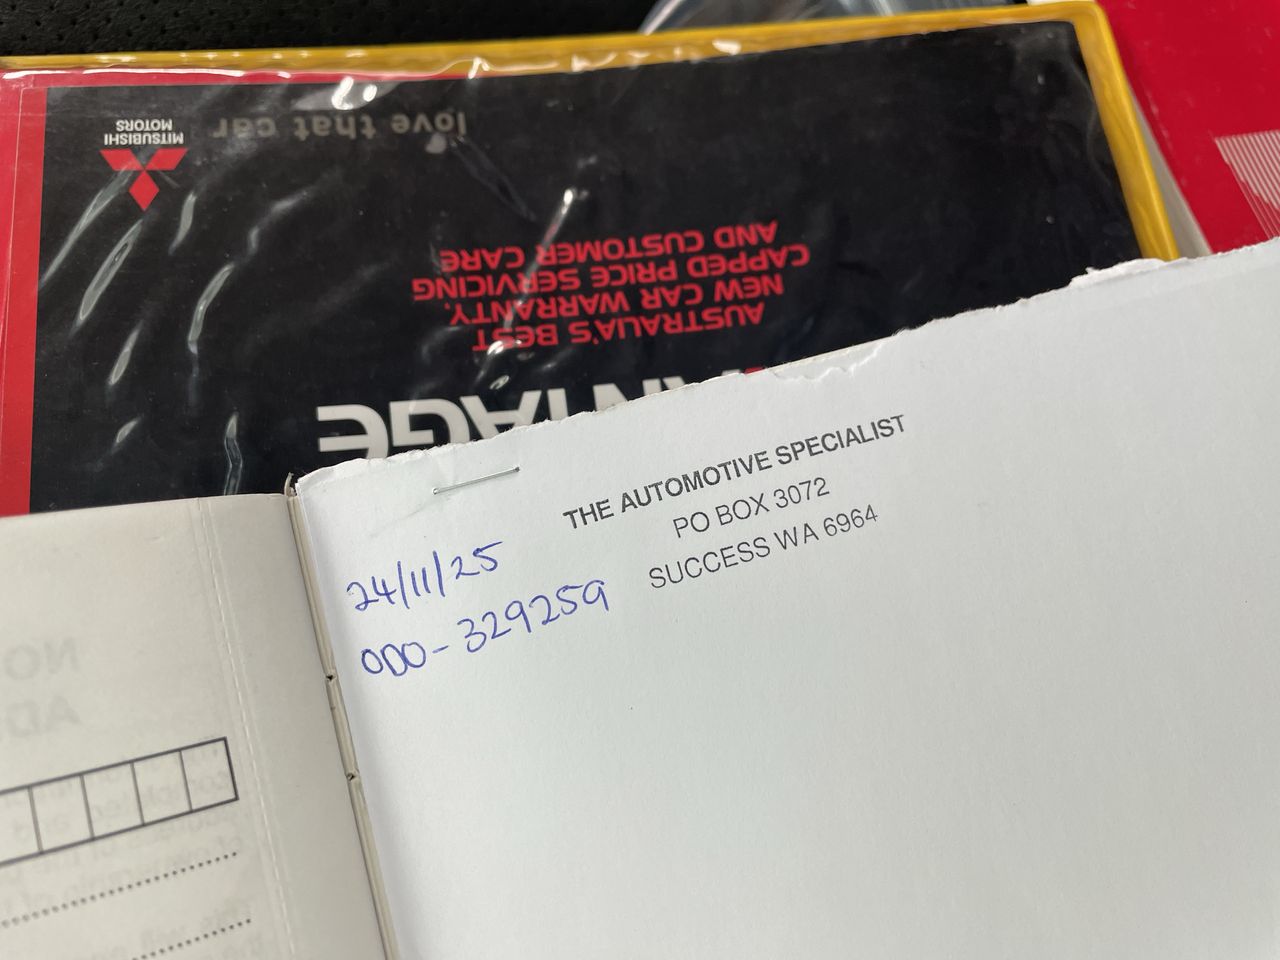 THE AUTOMOTIVE SPECIALIST
PO BOX 3072
SUCCESS WA 6964
24/11/25
ODO - 329259
AUSTRALIA'S BEST
NEW CAR WARRANTY,
CAPPED PRICE SERVICING
AND CUSTOMER CARE
love that car
MITSUBISHI
MOTORS